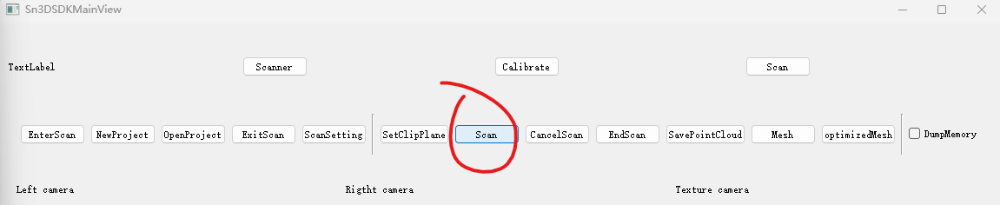 Sn3DSDKMainView
TextLabel Scanner Calibrate Scan
EnterScan NewProject OpenProject ExitScan ScanSetting SetClipPlane Scan CancelScan EndScan SavePointCloud Mesh optimizedMesh DumpMemory
Left camera Rigtht camera Texture camera